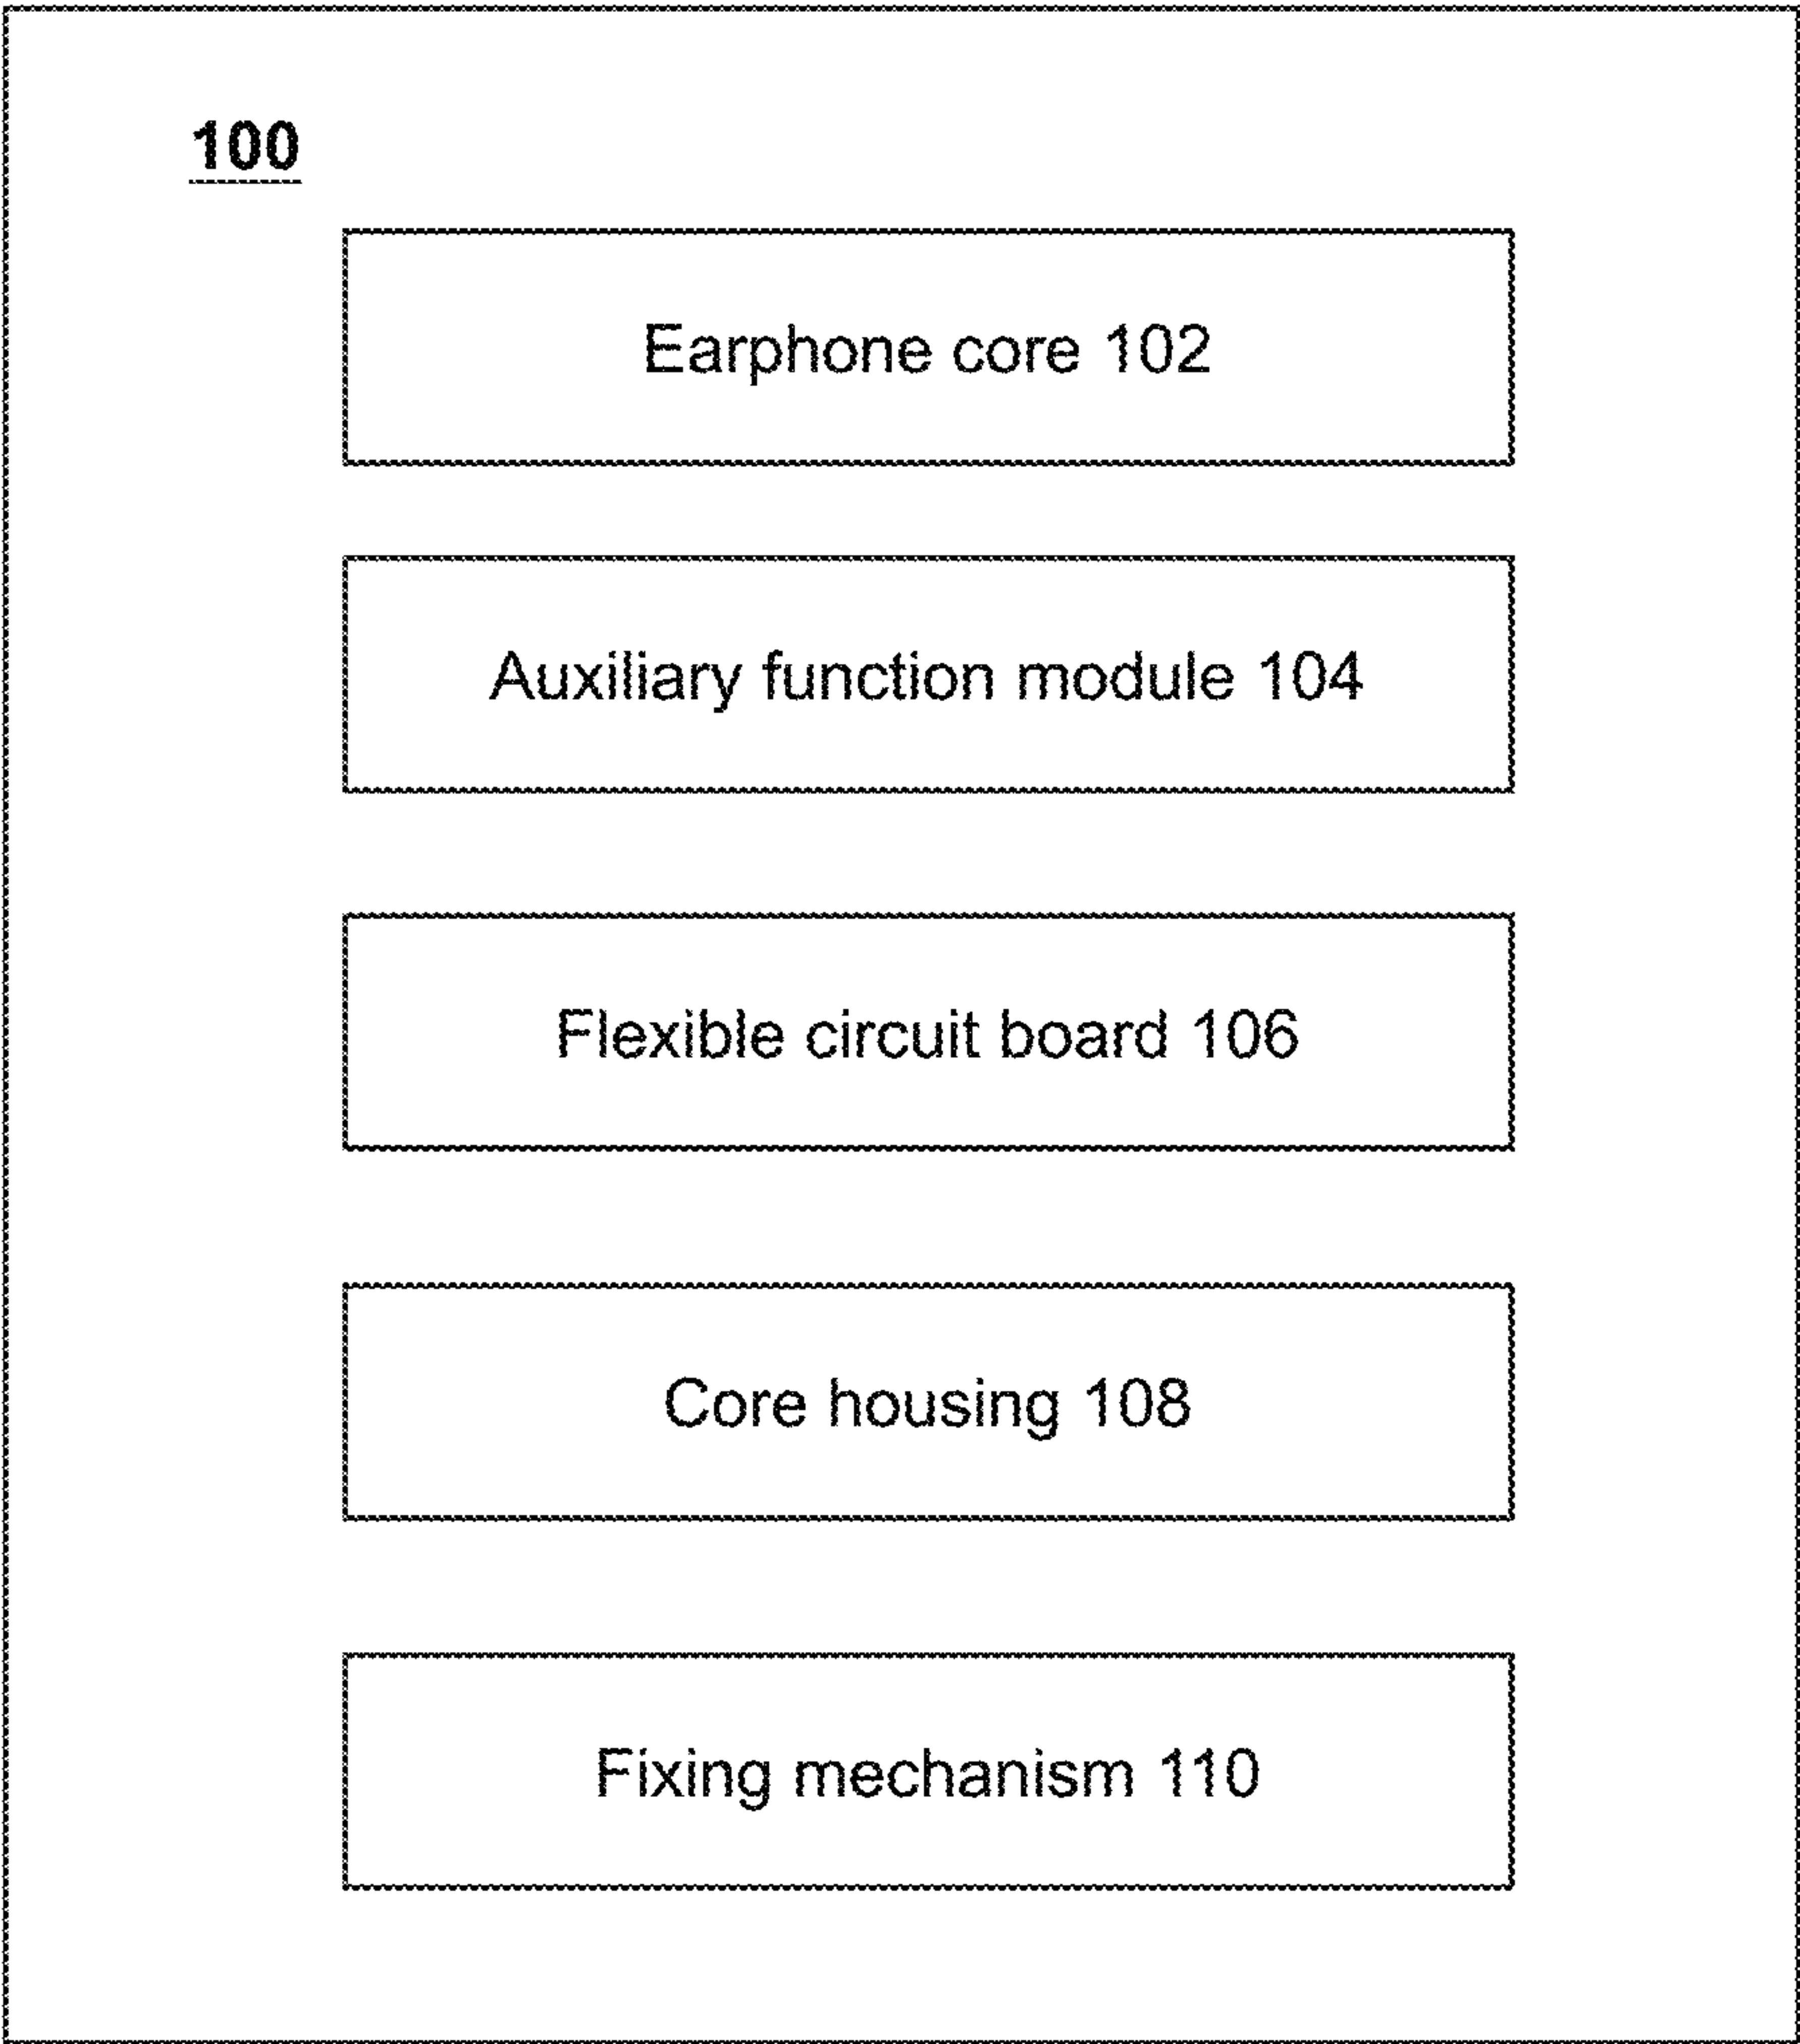 100
Earphone core 102
Auxiliary function module 104
Flexible circuit board 106
Core housing 108
Fixing mechanism 110